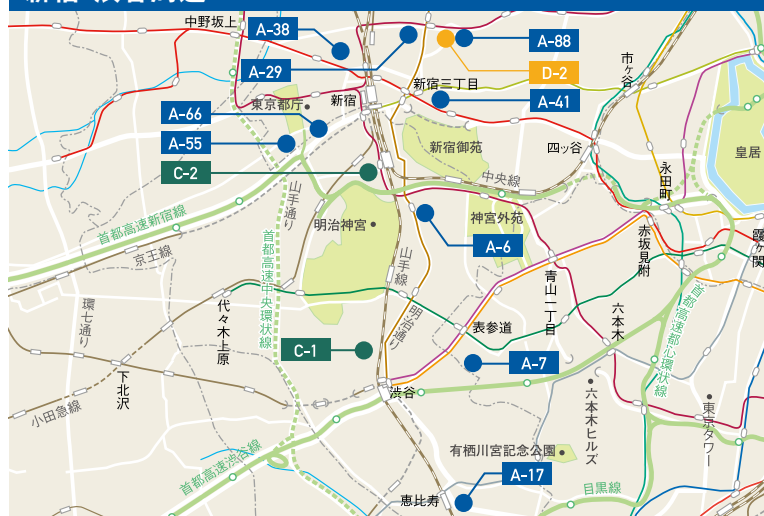 中野坂上
A-38
A-88
A-29
D-2
市ヶ谷
新宿三丁目
新宿
A-41
東京都庁
A-66
A-55
新宿御苑
四ッ谷
皇居
C-2
中央線
永田町
山手通り
明治神宮
神宮外苑
首都高速新宿線
首都高速中央環状線
A-6
赤坂見附
霞ヶ関
京王線
山手線
青山一丁目
首都高速都心環状線
環七通り
代々木上原
明治通り
表参道
六本木
C-1
A-7
下北沢
渋谷
六本木ヒルズ
東京タワー
小田急線
首都高速渋谷線
有栖川宮記念公園
A-17
恵比寿
目黒線